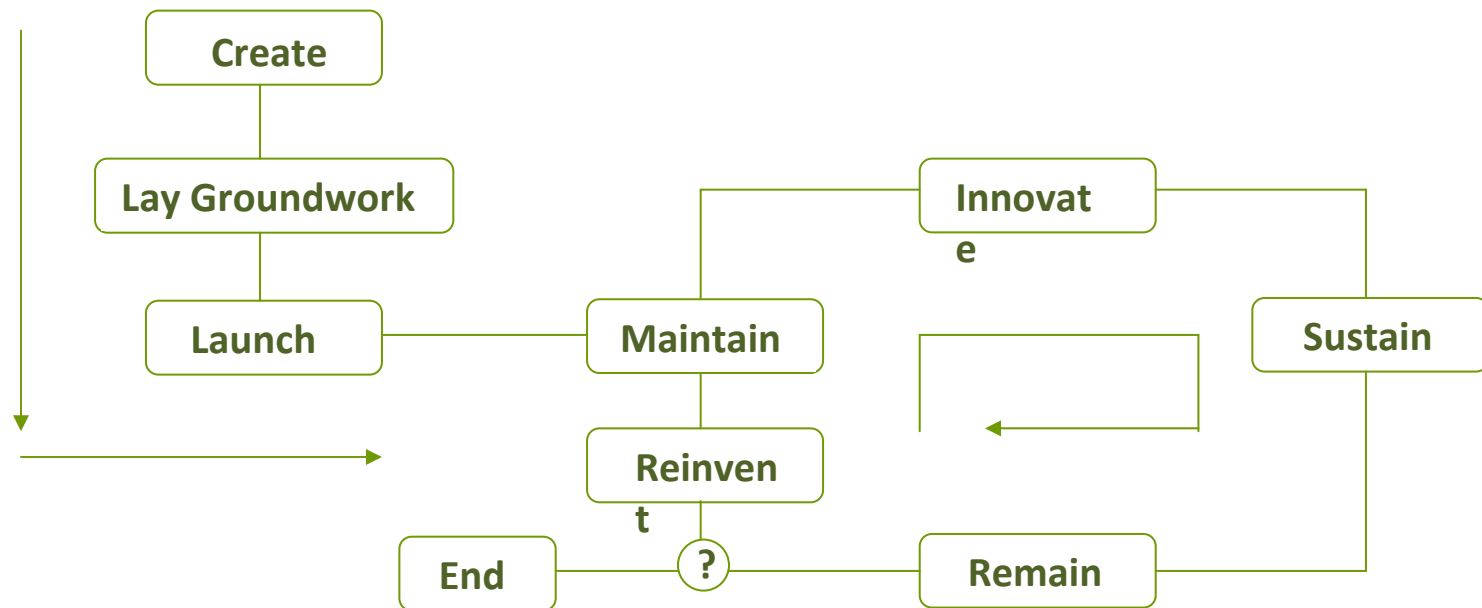 Create
Lay Groundwork
Innovat
e
Launch
Maintain
Sustain
Reinven
t
End
?
Remain